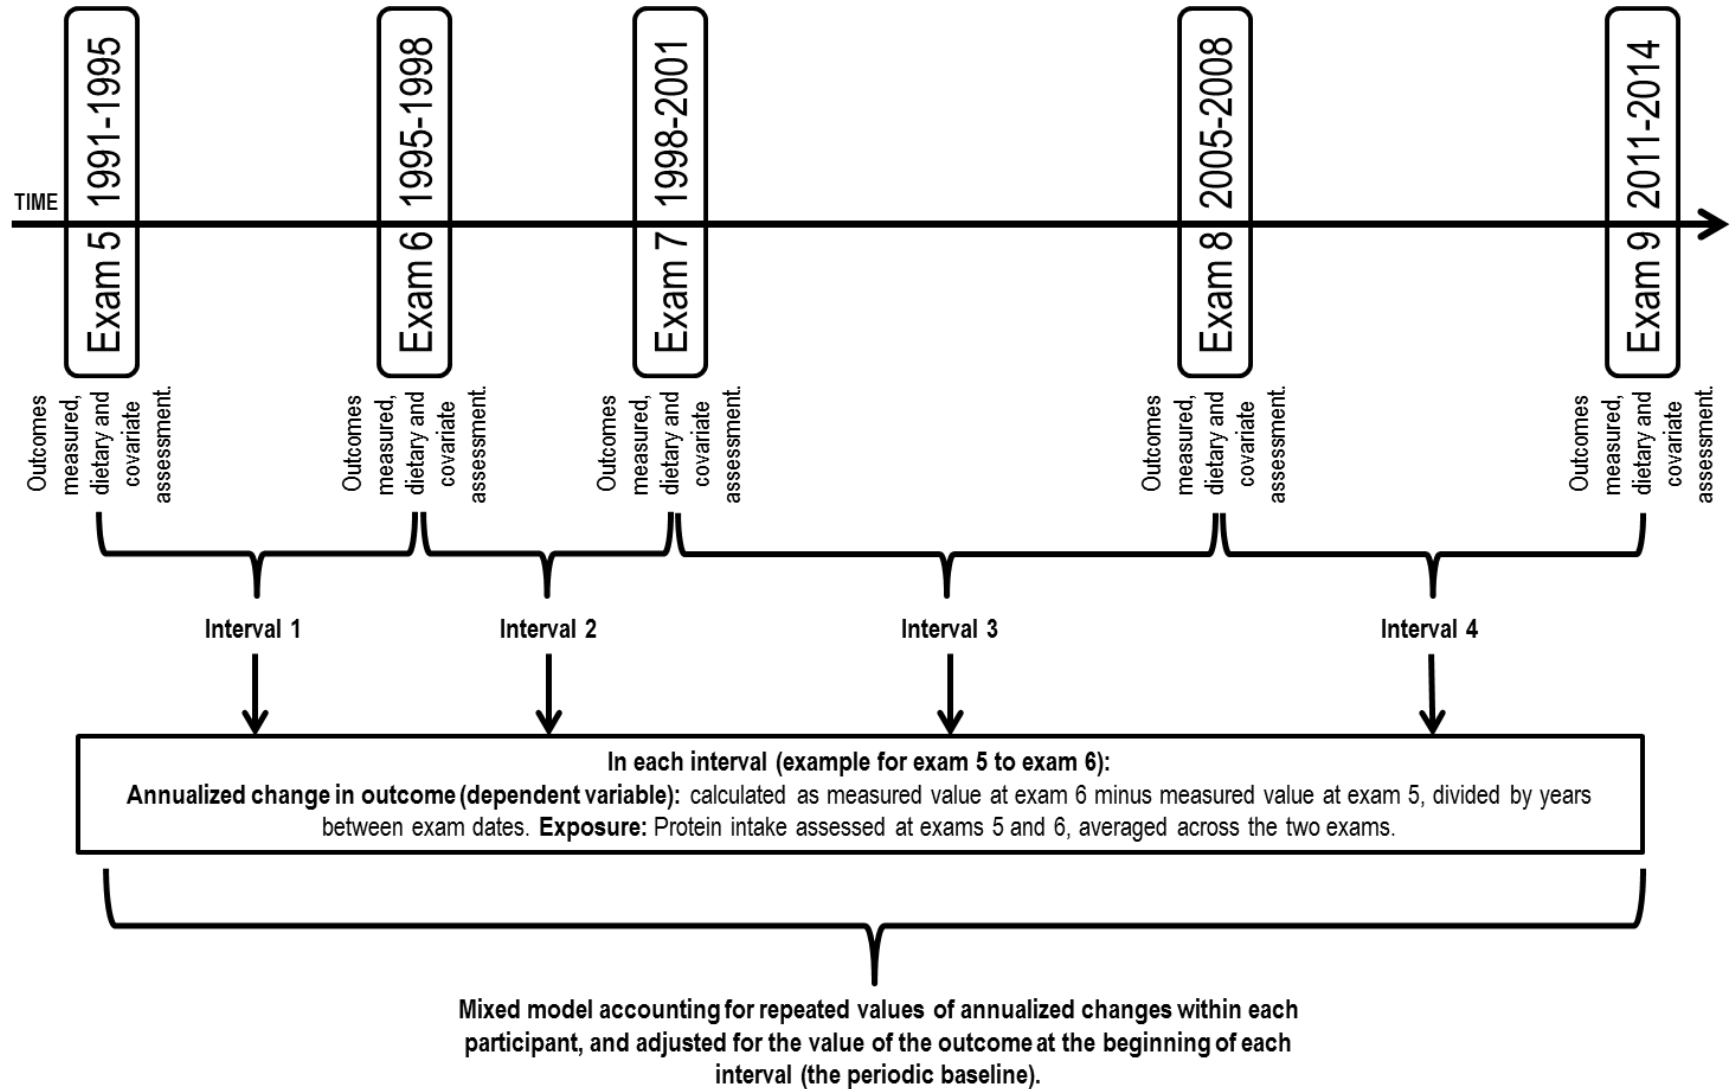 TIME
Exam 5 1991-1995
Exam 6 1995-1998
Exam 7 1998-2001
Exam 8 2005-2008
Exam 9 2011-2014
Outcomes
measured,
dietary and
covariate
assessment.
Outcomes
measured,
dietary and
covariate
assessment.
Outcomes
measured,
dietary and
covariate
assessment.
Outcomes
measured,
dietary and
covariate
assessment.
Outcomes
measured,
dietary and
covariate
assessment.
Interval 1
Interval 2
Interval 3
Interval 4
In each interval (example for exam 5 to exam 6):
Annualized change in outcome (dependent variable): calculated as measured value at exam 6 minus measured value at exam 5, divided by years
between exam dates. Exposure: Protein intake assessed at exams 5 and 6, averaged across the two exams.
Mixed model accounting for repeated values of annualized changes within each
participant, and adjusted for the value of the outcome at the beginning of each
interval (the periodic baseline).